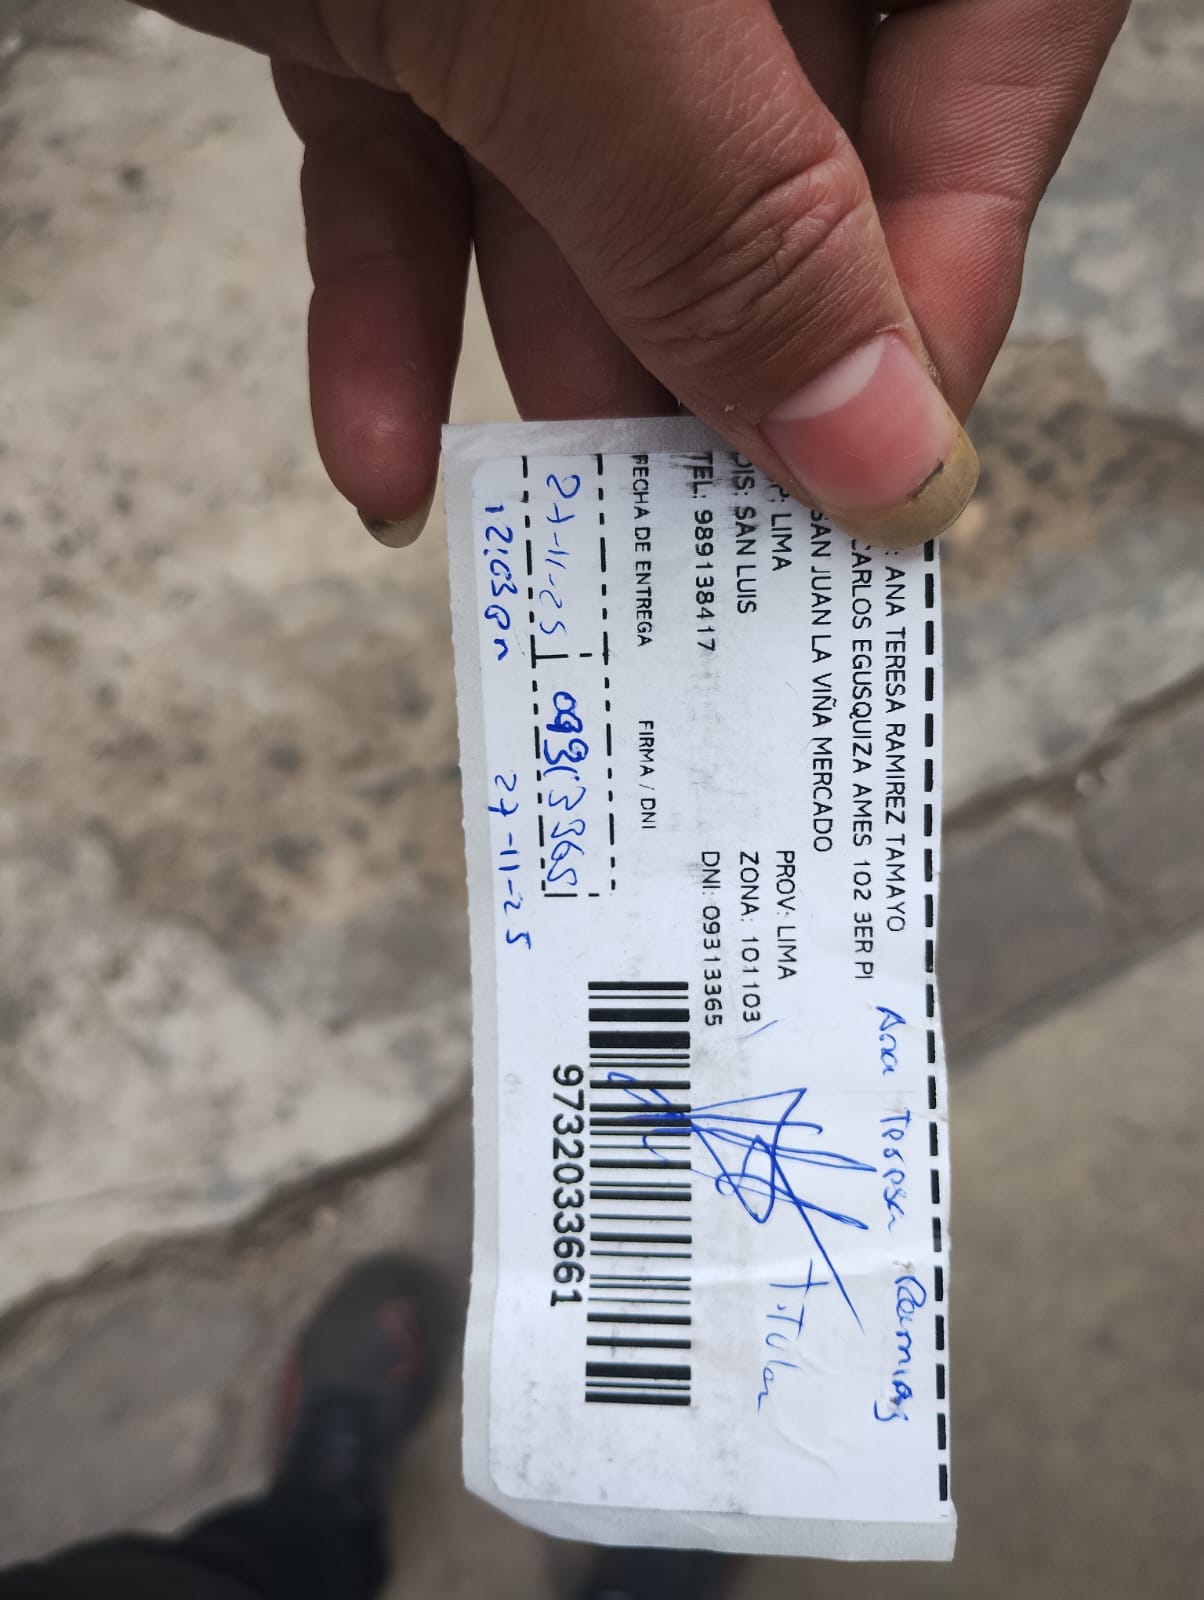 : ANA TERESA RAMIREZ TAMAYO
CARLOS EGUSQUIZA AMES 102 3ER PI
SAN JUAN LA VIÑA MERCADO
P: LIMA PROV: LIMA
DIS: SAN LUIS ZONA: 101103
TEL: 989138417 DNI: 09313365
Ana Teresa Ramirez
Titular
FECHA DE ENTREGA FIRMA / DNI
27-11-25 09313365
12:03 pm 27-11-25
9732033661